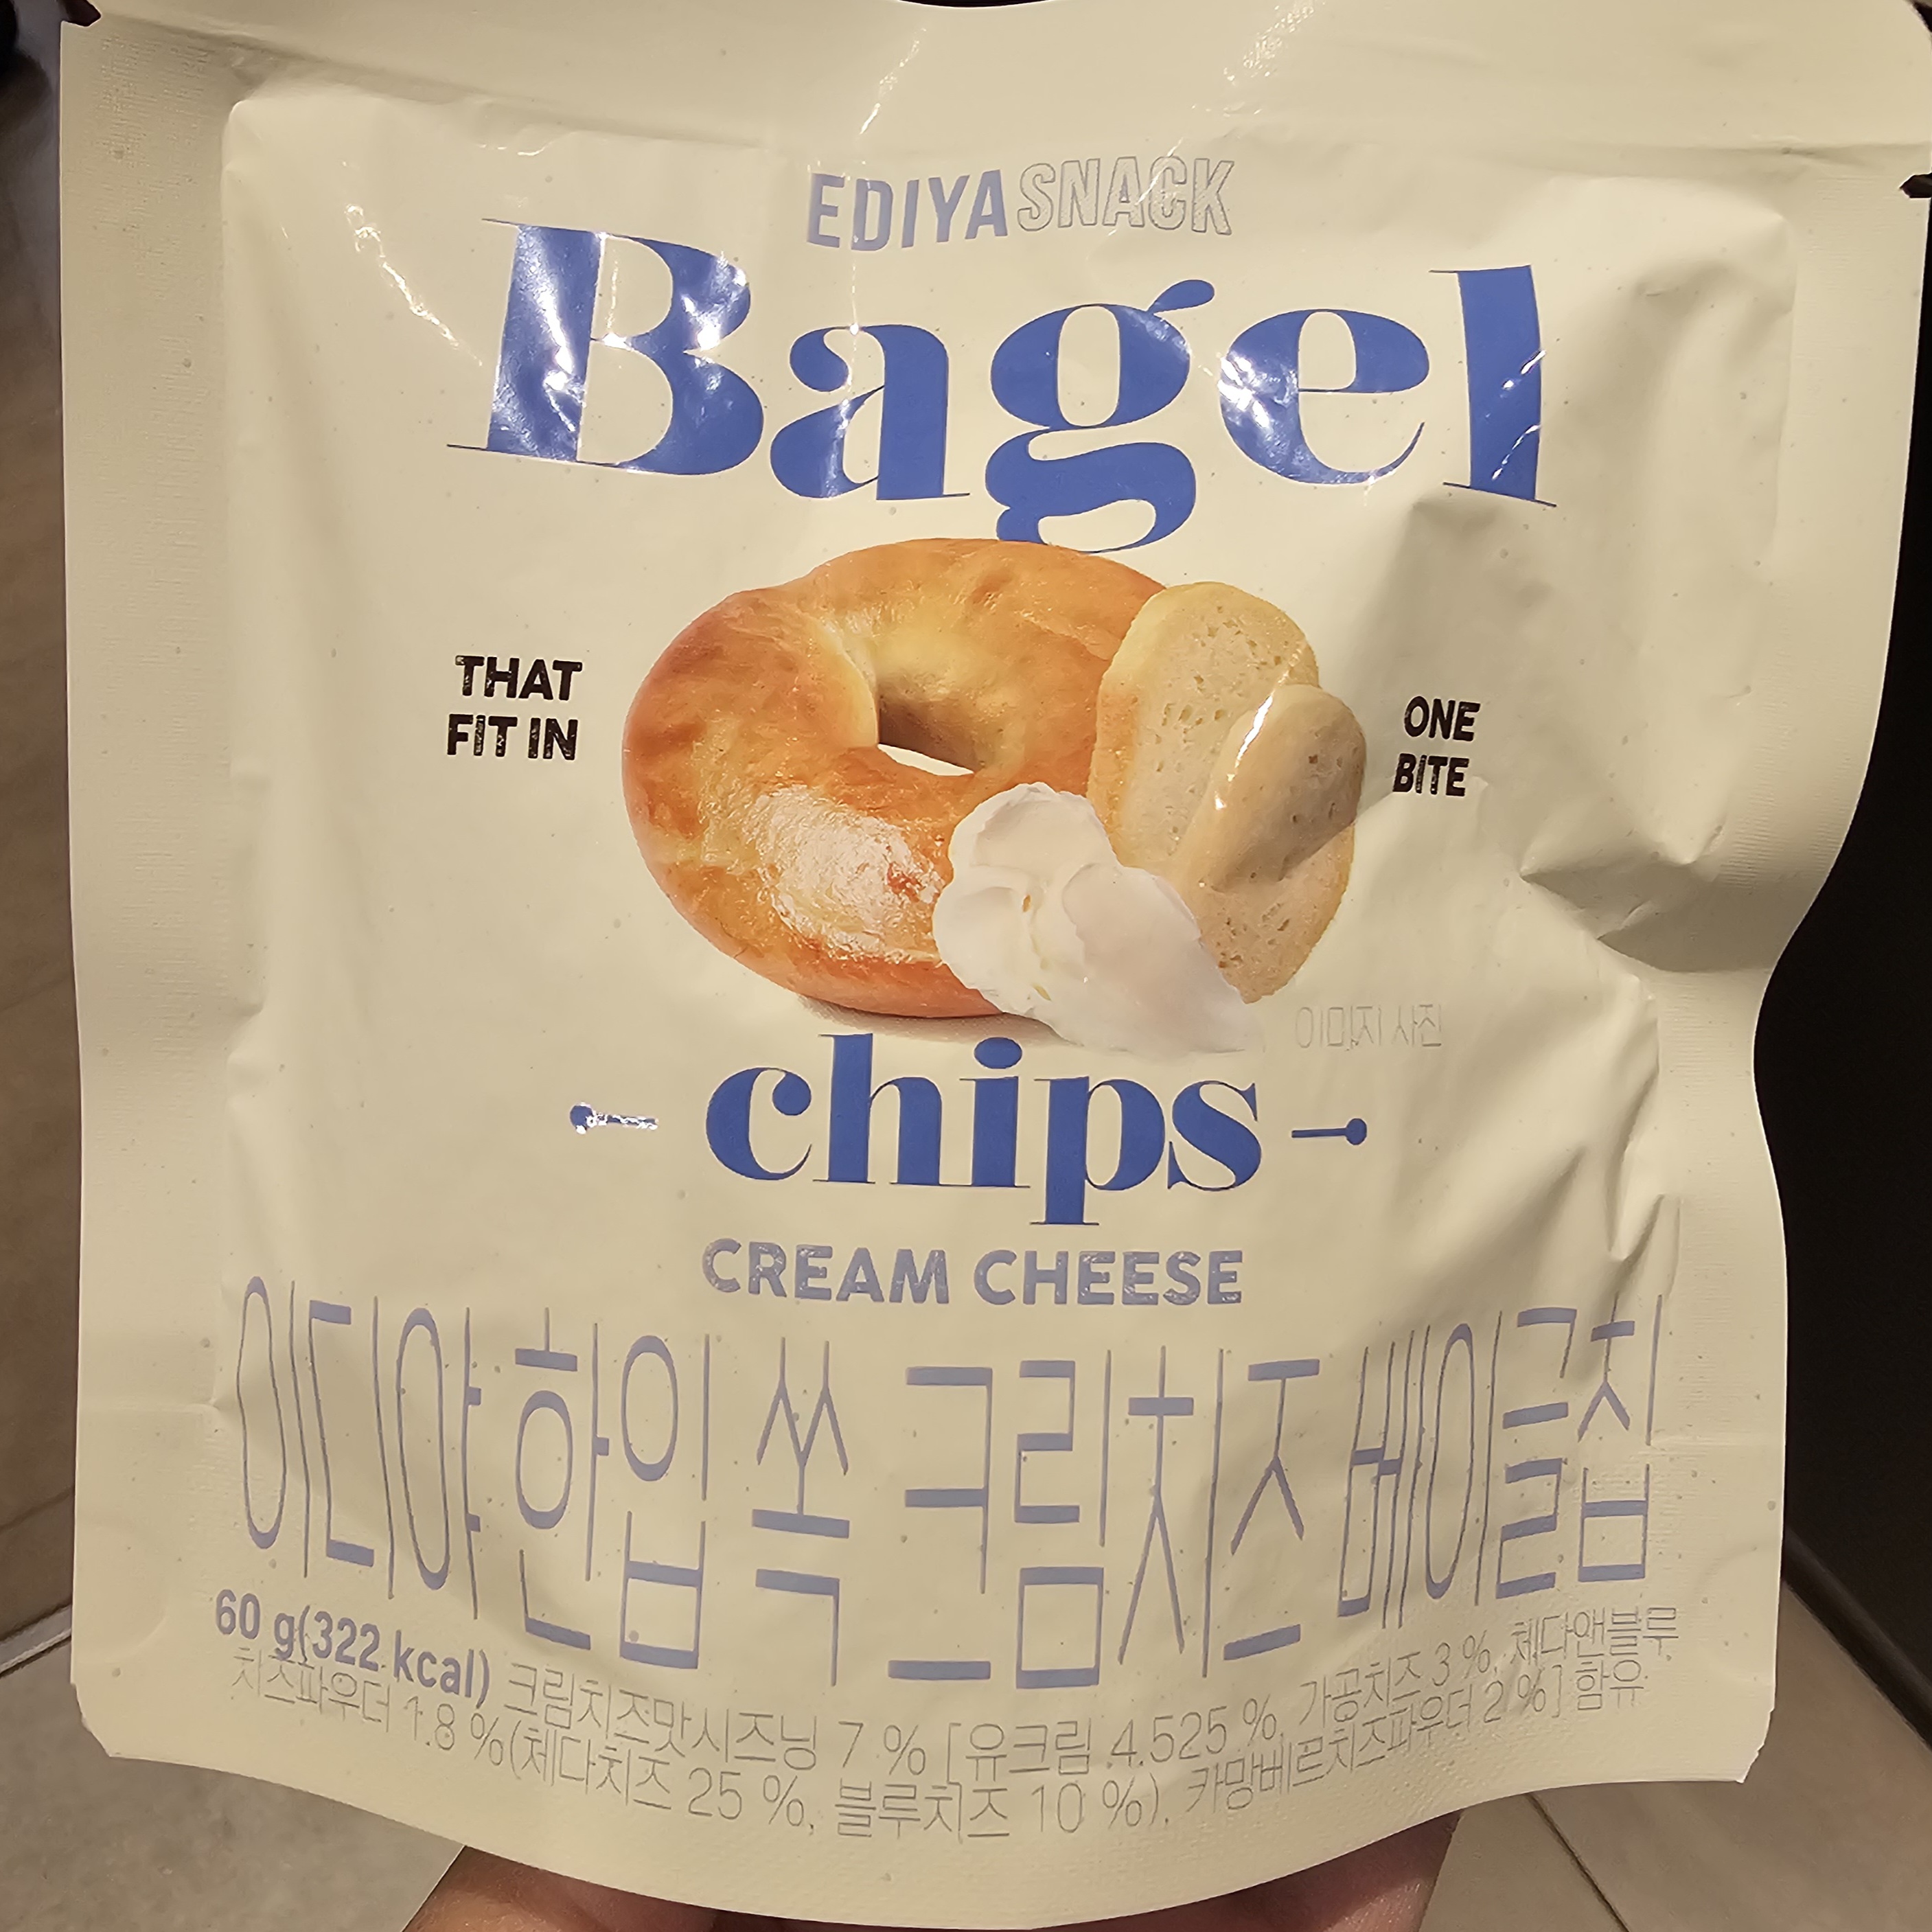 EDIYA SNACK
Bagel
THAT
FIT IN
ONE
BITE
이미지 사진
chips
CREAM CHEESE
이디야 한입 쏙 크림치즈 베이글칩
60 g(322 kcal) 크림치즈맛시즈닝 7 % [유크림 4.525 %, 가공치즈 3 %, 체다앤블루
치즈파우더 1.8 %(체다치즈 25 %, 블루치즈 10 %), 카망베르치즈파우더 2 %] 함유